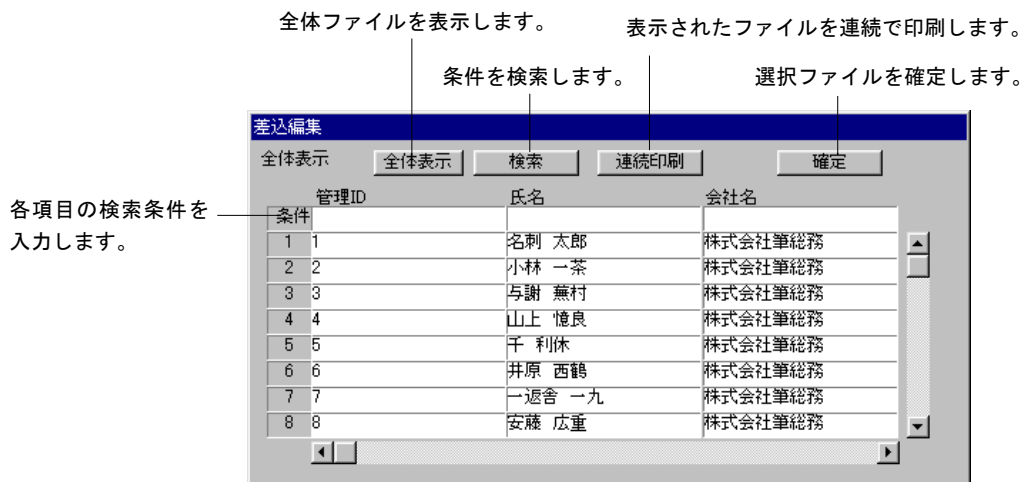 全体ファイルを表示します。
表示されたファイルを連続で印刷します。
条件を検索します。
選択ファイルを確定します。
差込編集
全体表示 全体表示 検索 連続印刷 確定
各項目の検索条件を
入力します。
管理ID 氏名 会社名
条件
1 1 名刺 太郎 株式会社筆総務
2 2 小林 一茶 株式会社筆総務
3 3 与謝 蕪村 株式会社筆総務
4 4 山上 憶良 株式会社筆総務
5 5 千 利休 株式会社筆総務
6 6 井原 西鶴 株式会社筆総務
7 7 一返舎 一九 株式会社筆総務
8 8 安藤 広重 株式会社筆総務